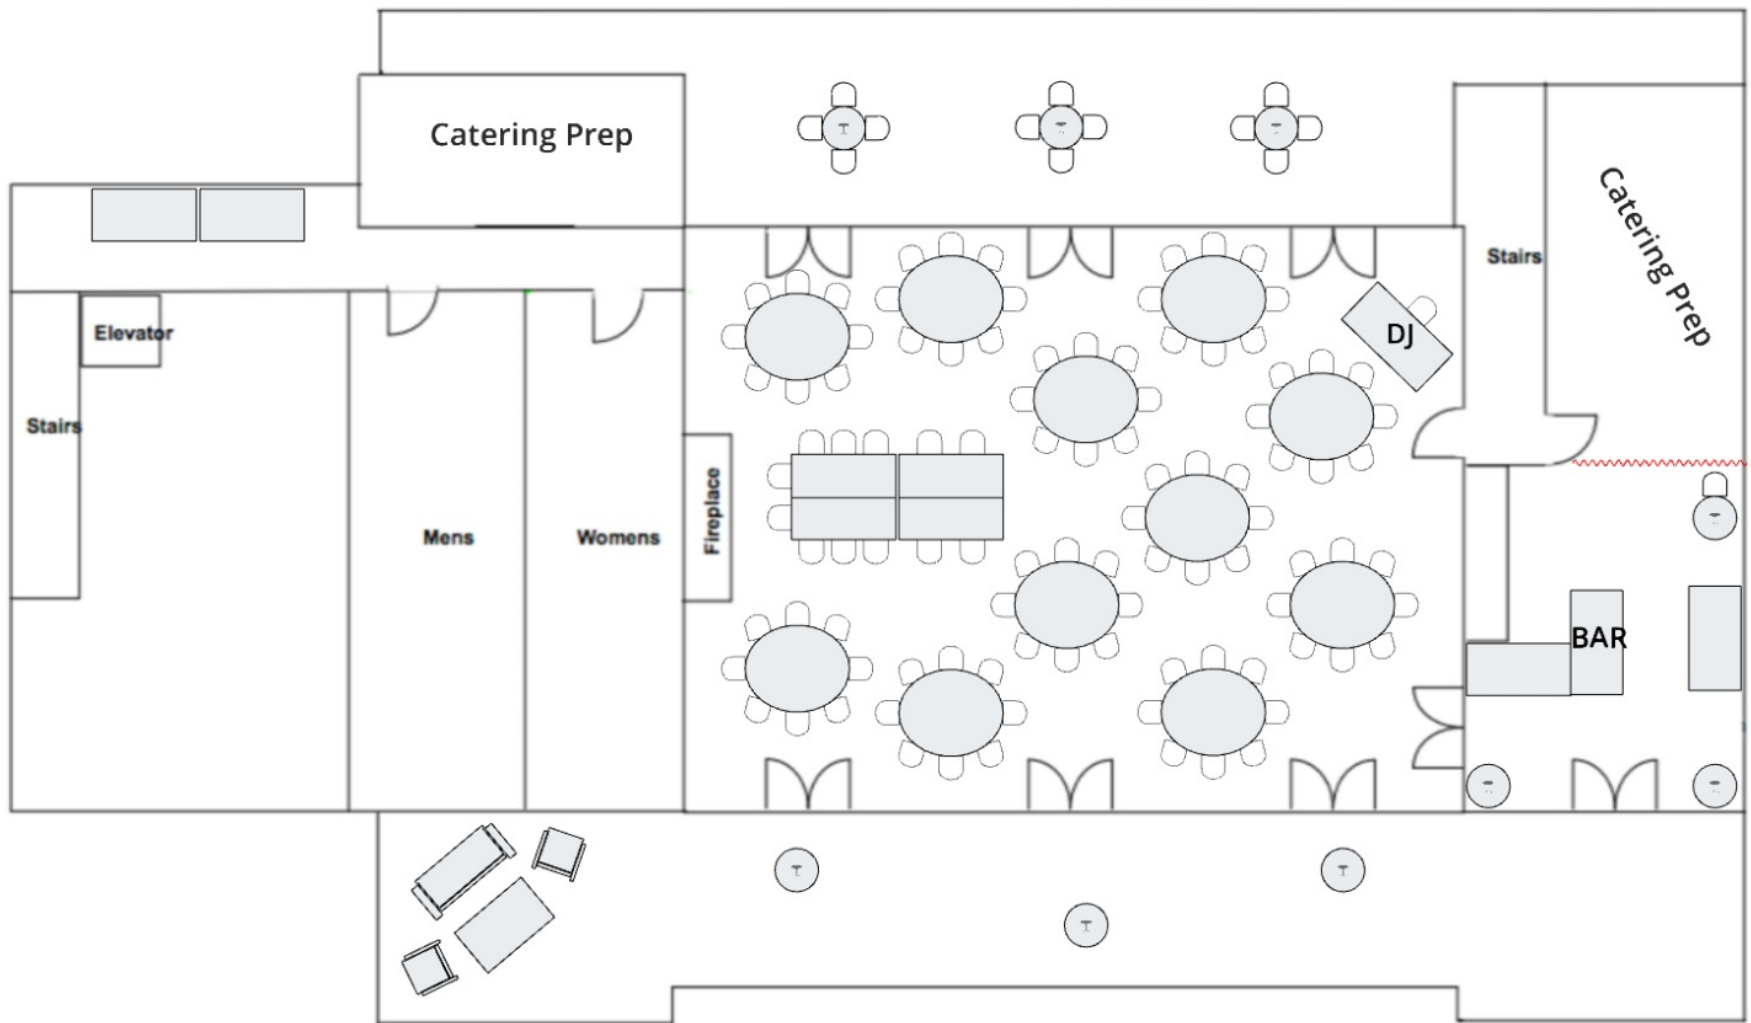 Catering Prep
Catering Prep
Stairs
Elevator
DJ
Stairs
Fireplace
Mens
Womens
BAR